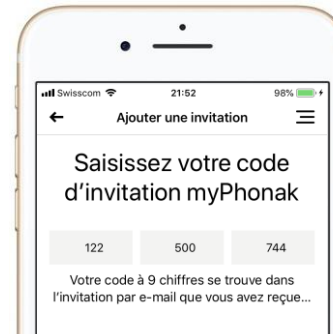 Swisscom 21:52 98%
Ajouter une invitation
Saisissez votre code
d'invitation myPhonak
122 500 744
Votre code à 9 chiffres se trouve dans
l'invitation par e-mail que vous avez reçue...